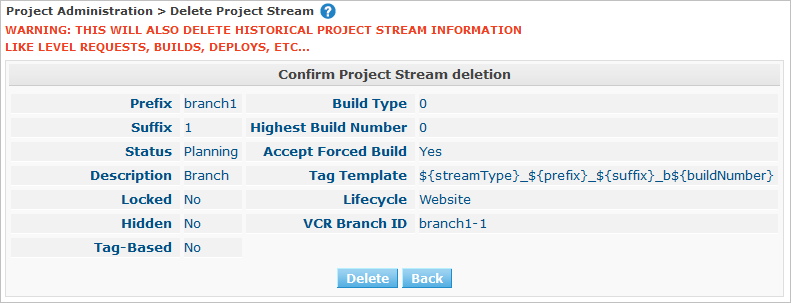 Project Administration > Delete Project Stream ?
WARNING: THIS WILL ALSO DELETE HISTORICAL PROJECT STREAM INFORMATION
LIKE LEVEL REQUESTS, BUILDS, DEPLOYS, ETC...
Confirm Project Stream deletion
Prefix branch1 Build Type 0
Suffix 1 Highest Build Number 0
Status Planning Accept Forced Build Yes
Description Branch Tag Template ${streamType}_${prefix}_${suffix}_b${buildNumber}
Locked No Lifecycle Website
Hidden No VCR Branch ID branch1-1
Tag-Based No
Delete Back